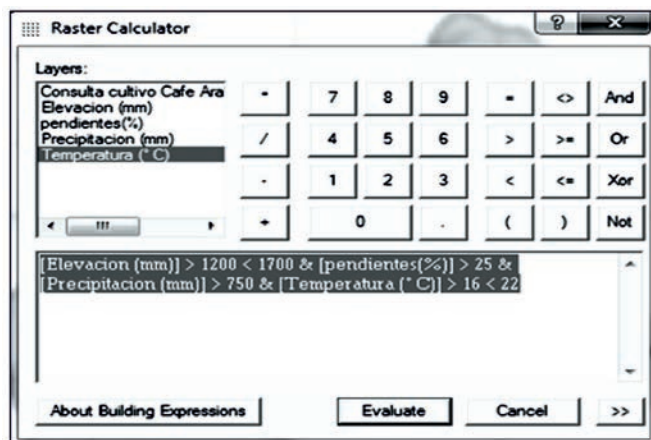 Raster Calculator
Layers:
Consulta cultivo Cafe Ara
Elevacion (mm)
pendientes(%)
Precipitacion (mm)
Temperatura (°C)
* 7 8 9 = <> And
/ 4 5 6 > >= Or
- 1 2 3 < <= Xor
+ 0 . ( ) Not
[Elevacion (mm)] > 1200 < 1700 & [pendientes(%)] > 25 &
[Precipitacion (mm)] > 750 & [Temperatura (°C)] > 16 < 22
About Building Expressions Evaluate Cancel >>